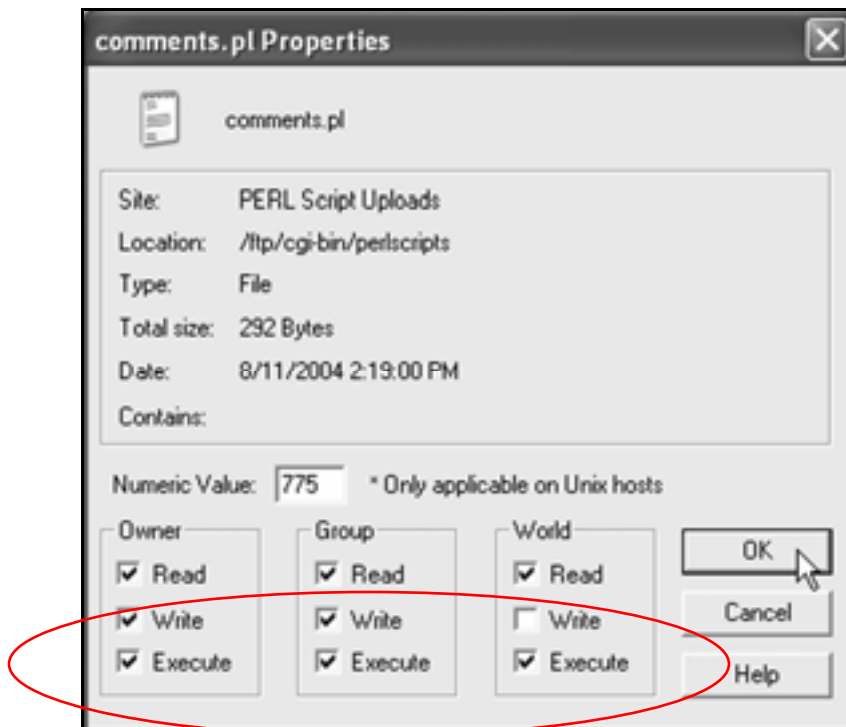 comments.pl Properties
comments.pl
Site: PERL Script Uploads
Location: /ftp/cgi-bin/perlscripts
Type: File
Total size: 292 Bytes
Date: 8/11/2004 2:19:00 PM
Contains:
Numeric Value: 775 * Only applicable on Unix hosts
Owner Group World
Read Read Read OK
Write Write Write Cancel
Execute Execute Execute Help